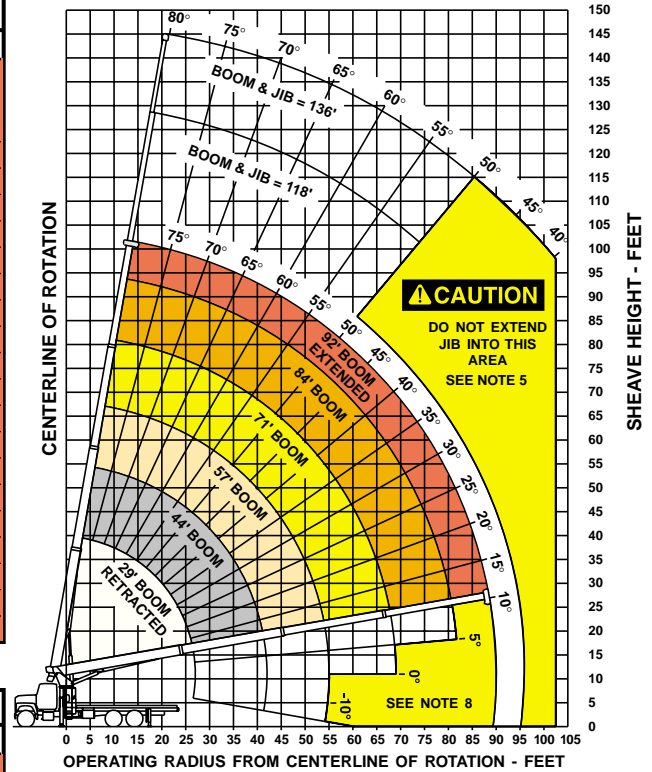 80°
75°
70°
65°
60°
55°
50°
45°
40°
BOOM & JIB = 136'
BOOM & JIB = 118'
75°
70°
65°
60°
55°
50°
45°
40°
35°
30°
25°
20°
15°
10°
5°
0°
-10°
CENTERLINE OF ROTATION
CAUTION
DO NOT EXTEND
JIB INTO THIS
AREA
SEE NOTE 5
92' BOOM
EXTENDED
84' BOOM
71' BOOM
57' BOOM
44' BOOM
29' BOOM
RETRACTED
SEE NOTE 8
150
145
140
135
130
125
120
115
110
105
100
95
90
85
80
75
70
65
60
55
50
45
40
35
30
25
20
15
10
5
0
SHEAVE HEIGHT - FEET
0 5 10 15 20 25 30 35 40 45 50 55 60 65 70 75 80 85 90 95 100 105
OPERATING RADIUS FROM CENTERLINE OF ROTATION - FEET